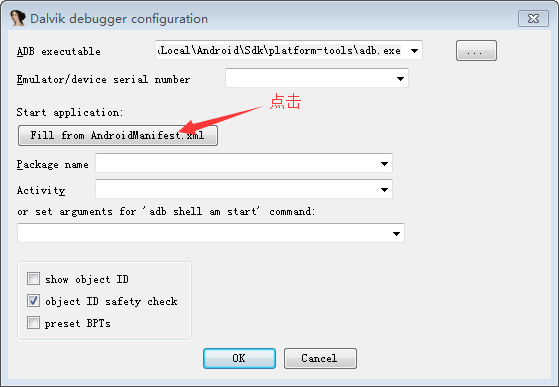 Dalvik debugger configuration
ADB executable
Local\Android\Sdk\platform-tools\adb.exe
...
Emulator/device serial number
点击
Start application:
Fill from AndroidManifest.xml
Package name
Activity
or set arguments for 'adb shell am start' command:
show object ID
object ID safety check
preset BPTs
OK
Cancel